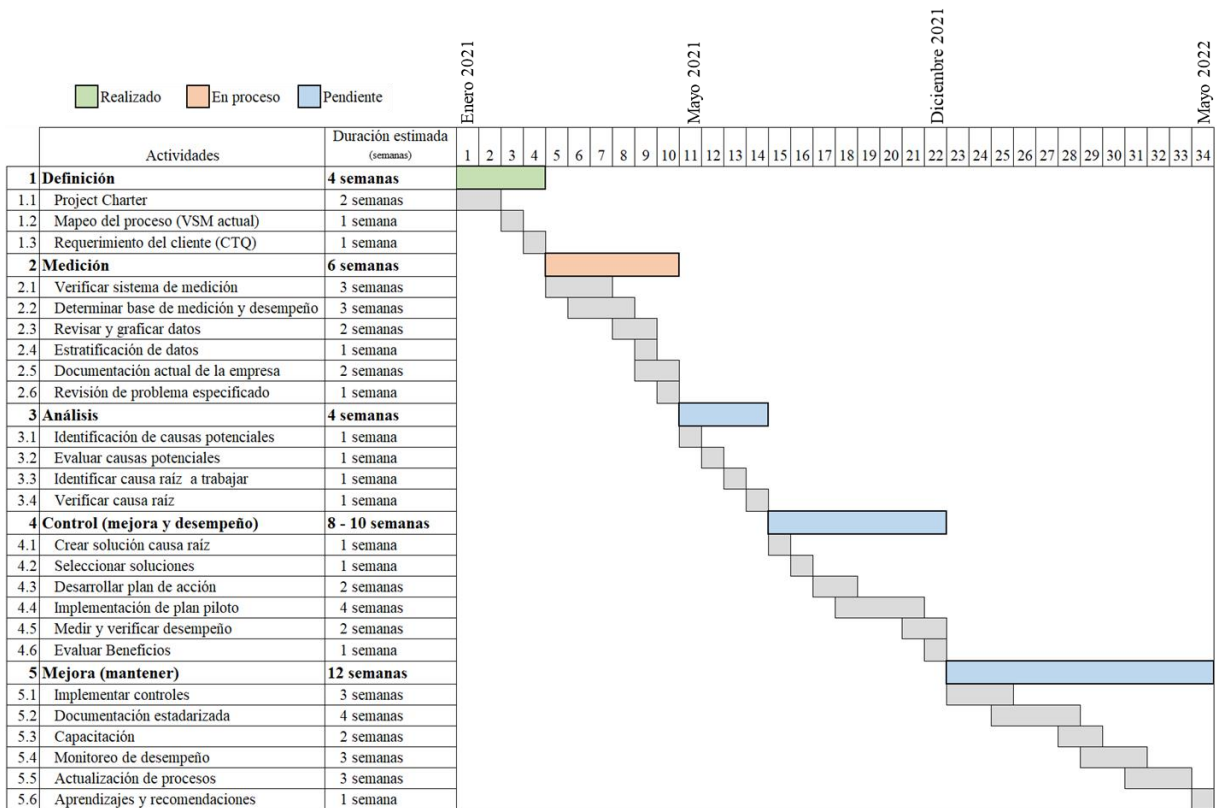 Enero 2021
Mayo 2021
Diciembre 2021
Mayo 2022
Realizado En proceso Pendiente
Actividades Duración estimada (semanas) 1 2 3 4 5 6 7 8 9 10 11 12 13 14 15 16 17 18 19 20 21 22 23 24 25 26 27 28 29 30 31 32 33 34
1 Definición 4 semanas
1.1 Project Charter 2 semanas
1.2 Mapeo del proceso (VSM actual) 1 semana
1.3 Requerimiento del cliente (CTQ) 1 semana
2 Medición 6 semanas
2.1 Verificar sistema de medición 3 semanas
2.2 Determinar base de medición y desempeño 3 semanas
2.3 Revisar y graficar datos 2 semanas
2.4 Estratificación de datos 1 semana
2.5 Documentación actual de la empresa 2 semanas
2.6 Revisión de problema especificado 1 semana
3 Análisis 4 semanas
3.1 Identificación de causas potenciales 1 semana
3.2 Evaluar causas potenciales 1 semana
3.3 Identificar causa raíz a trabajar 1 semana
3.4 Verificar causa raíz 1 semana
4 Control (mejora y desempeño) 8 - 10 semanas
4.1 Crear solución causa raíz 1 semana
4.2 Seleccionar soluciones 1 semana
4.3 Desarrollar plan de acción 2 semanas
4.4 Implementación de plan piloto 4 semanas
4.5 Medir y verificar desempeño 2 semanas
4.6 Evaluar Beneficios 1 semana
5 Mejora (mantener) 12 semanas
5.1 Implementar controles 3 semanas
5.2 Documentación estadarizada 4 semanas
5.3 Capacitación 2 semanas
5.4 Monitoreo de desempeño 3 semanas
5.5 Actualización de procesos 3 semanas
5.6 Aprendizajes y recomendaciones 1 semana